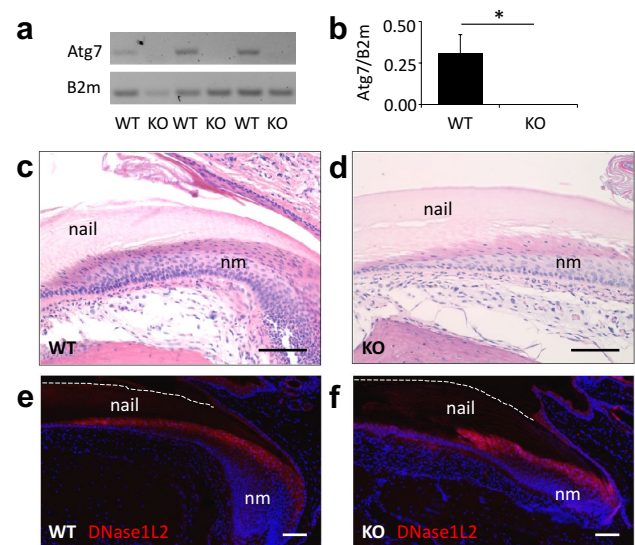 a
Atg7
B2m
WT KO WT KO WT KO
b
*
Atg7/B2m
0.50
0.25
0.00
WT KO
c
nail
nm
WT
d
nail
nm
KO
e
nail
nm
WT DNase1L2
f
nail
nm
KO DNase1L2